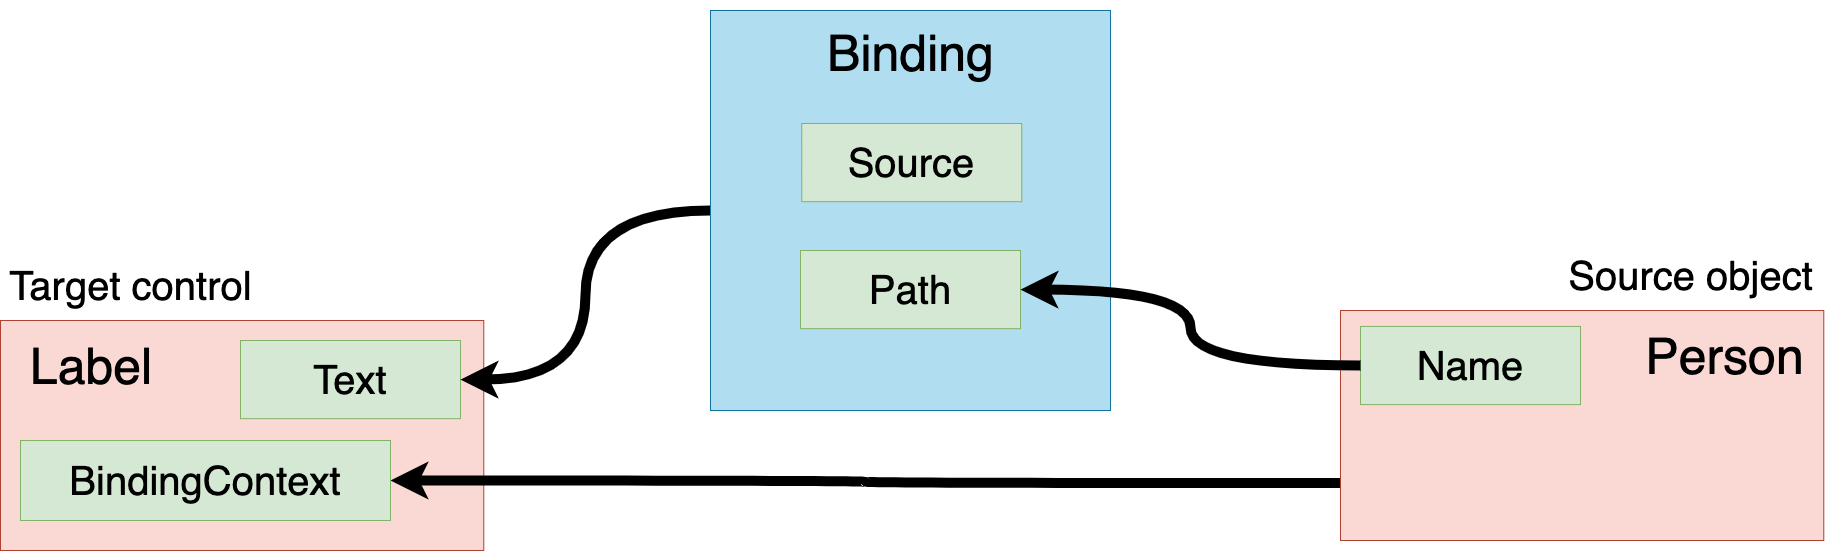 Binding
Source
Path
Target control
Label
Text
BindingContext
Source object
Name
Person